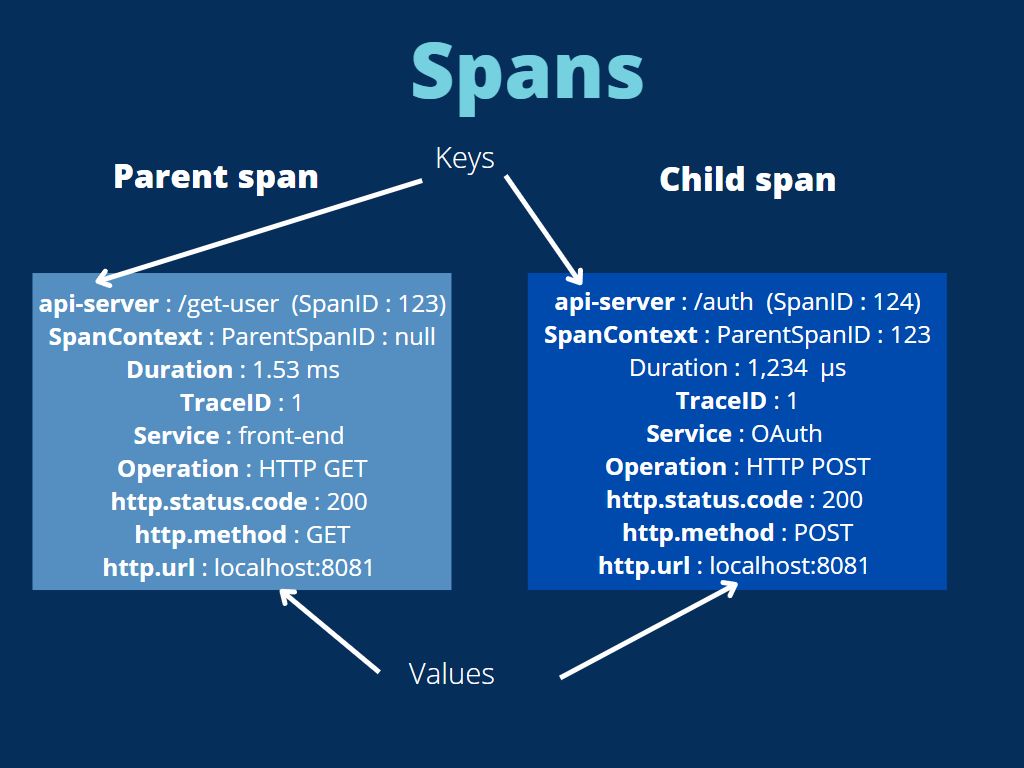 Spans
Keys
Parent span
Child span
api-server : /get-user  (SpanID : 123)
SpanContext : ParentSpanID : null
Duration : 1.53 ms
TraceID : 1
Service : front-end
Operation : HTTP GET
http.status.code : 200
http.method : GET
http.url : localhost:8081
api-server : /auth  (SpanID : 124)
SpanContext : ParentSpanID : 123
Duration : 1,234  µs
TraceID : 1
Service : OAuth
Operation : HTTP POST
http.status.code : 200
http.method : POST
http.url : localhost:8081
Values